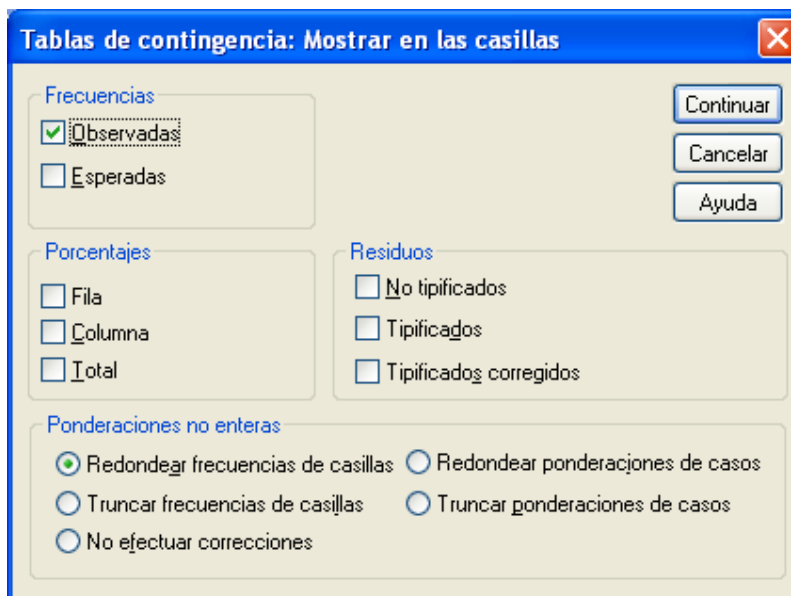 Tablas de contingencia: Mostrar en las casillas
Frecuencias
Observadas
Esperadas
Continuar
Cancelar
Ayuda
Porcentajes
Fila
Columna
Total
Residuos
No tipificados
Tipificados
Tipificados corregidos
Ponderaciones no enteras
Redondear frecuencias de casillas
Redondear ponderaciones de casos
Truncar frecuencias de casillas
Truncar ponderaciones de casos
No efectuar correcciones